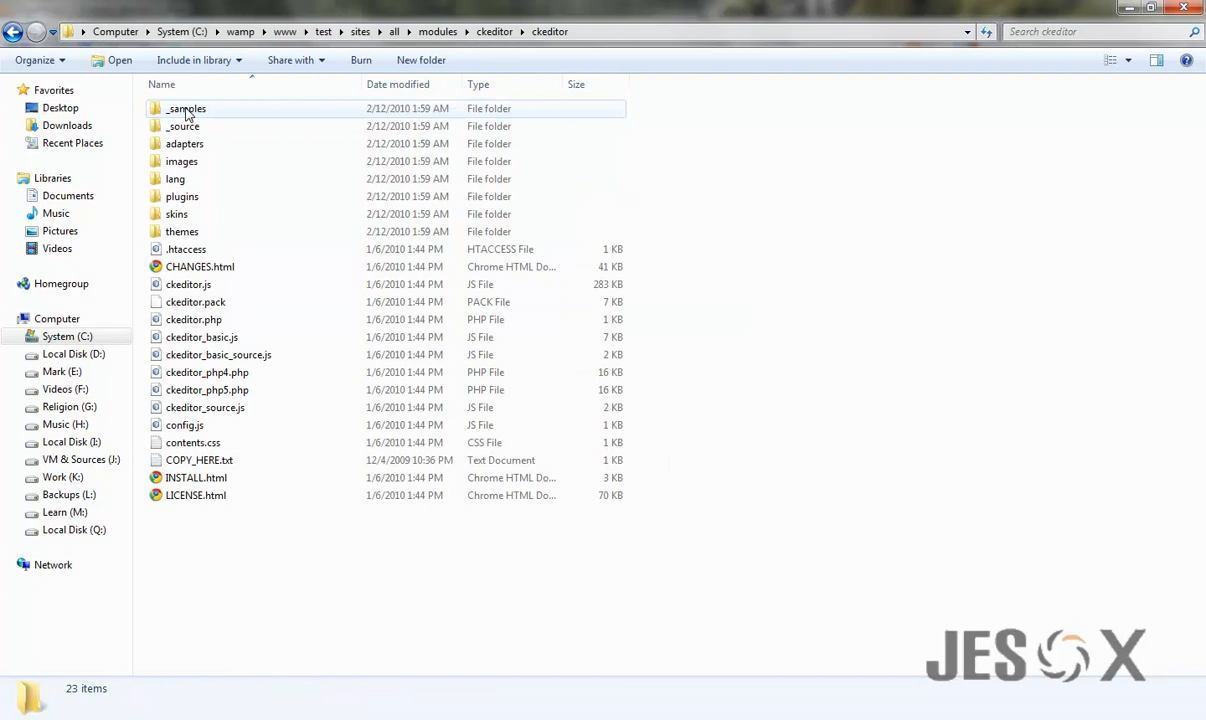 Computer System (C:) wamp www test sites all modules ckeditor ckeditor Search ckeditor
Organize Open Include in library Share with Burn New folder
Name Date modified Type Size
Favorites
Desktop
Downloads
Recent Places
Libraries
Documents
Music
Pictures
Videos
Homegroup
Computer
System (C:)
Local Disk (D:)
Mark (E:)
Videos (F:)
Religion (G:)
Music (H:)
Local Disk (I:)
VM & Sources (J:)
Work (K:)
Backups (L:)
Learn (M:)
Local Disk (Q:)
Network
_samples 2/12/2010 1:59 AM File folder
_source 2/12/2010 1:59 AM File folder
adapters 2/12/2010 1:59 AM File folder
images 2/12/2010 1:59 AM File folder
lang 2/12/2010 1:59 AM File folder
plugins 2/12/2010 1:59 AM File folder
skins 2/12/2010 1:59 AM File folder
themes 2/12/2010 1:59 AM File folder
.htaccess 1/6/2010 1:44 PM HTACCESS File 1 KB
CHANGES.html 1/6/2010 1:44 PM Chrome HTML Do... 41 KB
ckeditor.js 1/6/2010 1:44 PM JS File 283 KB
ckeditor.pack 1/6/2010 1:44 PM PACK File 7 KB
ckeditor.php 1/6/2010 1:44 PM PHP File 1 KB
ckeditor_basic.js 1/6/2010 1:44 PM JS File 7 KB
ckeditor_basic_source.js 1/6/2010 1:44 PM JS File 2 KB
ckeditor_php4.php 1/6/2010 1:44 PM PHP File 16 KB
ckeditor_php5.php 1/6/2010 1:44 PM PHP File 16 KB
ckeditor_source.js 1/6/2010 1:44 PM JS File 2 KB
config.js 1/6/2010 1:44 PM JS File 1 KB
contents.css 1/6/2010 1:44 PM CSS File 1 KB
COPY_HERE.txt 12/4/2009 10:36 PM Text Document 1 KB
INSTALL.html 1/6/2010 1:44 PM Chrome HTML Do... 3 KB
LICENSE.html 1/6/2010 1:44 PM Chrome HTML Do... 70 KB
JESOX
23 items